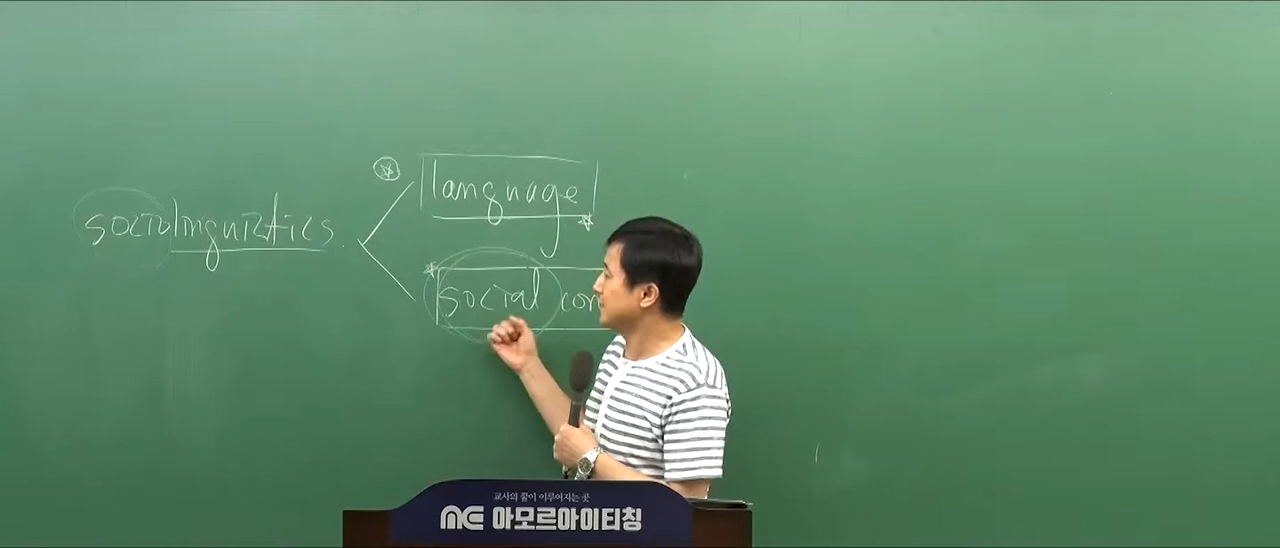 sociolinguistics.
language
social con
교사의 꿈이 이루어지는 곳
아모르아이티칭